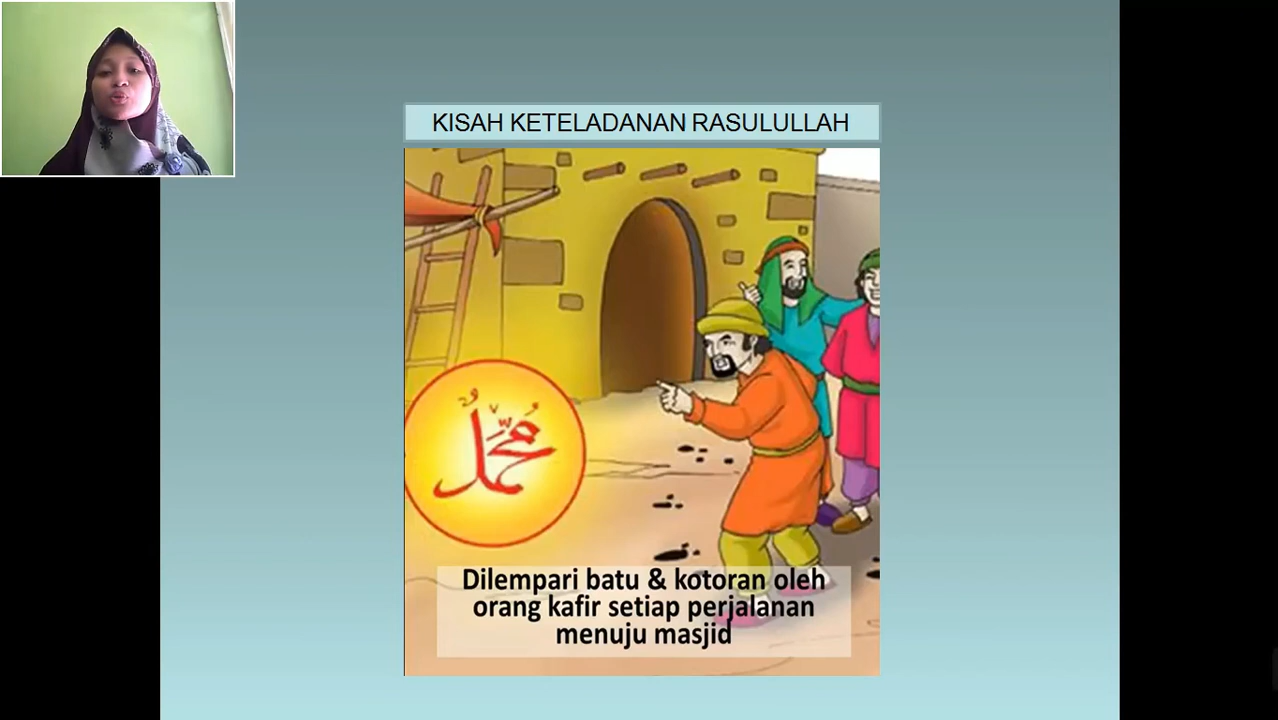 KISAH KETELADANAN RASULULLAH
مُحَمَّدٌ
Dilempari batu & kotoran oleh
orang kafir setiap perjalanan
menuju masjid